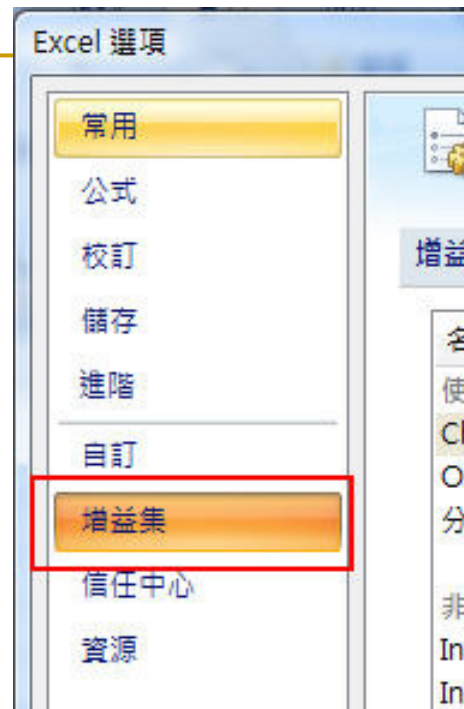 Excel 選項
常用
公式
校訂
儲存
進階
自訂
增益集
信任中心
資源
增益
名
使
O
分
非
In
In